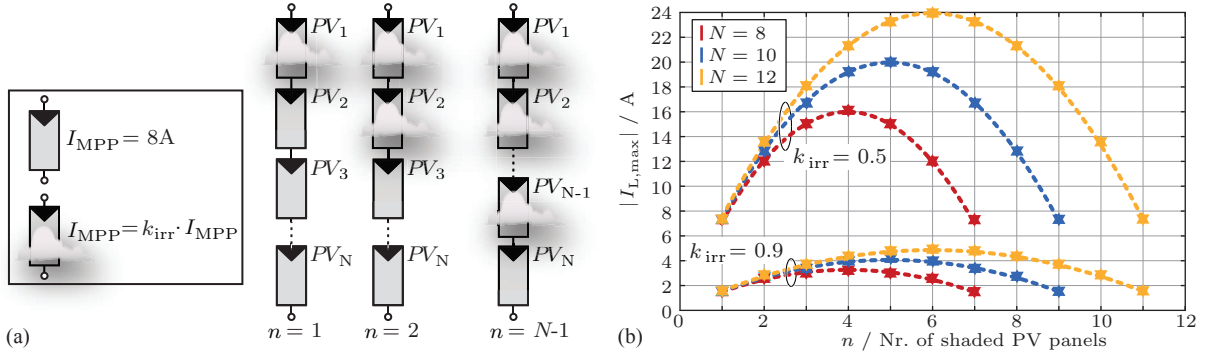 I_MPP = 8A
I_MPP = k_irr · I_MPP
(a)
PV_1
PV_2
PV_3
PV_N
n = 1
PV_1
PV_2
PV_3
PV_N
n = 2
PV_1
PV_2
PV_N-1
PV_N
n = N-1
N = 8
N = 10
N = 12
| I_L,max | / A
24
22
20
18
16
14
12
10
8
6
4
2
0
k_irr = 0.5
k_irr = 0.9
0 2 4 6 8 10 12
n / Nr. of shaded PV panels
(b)